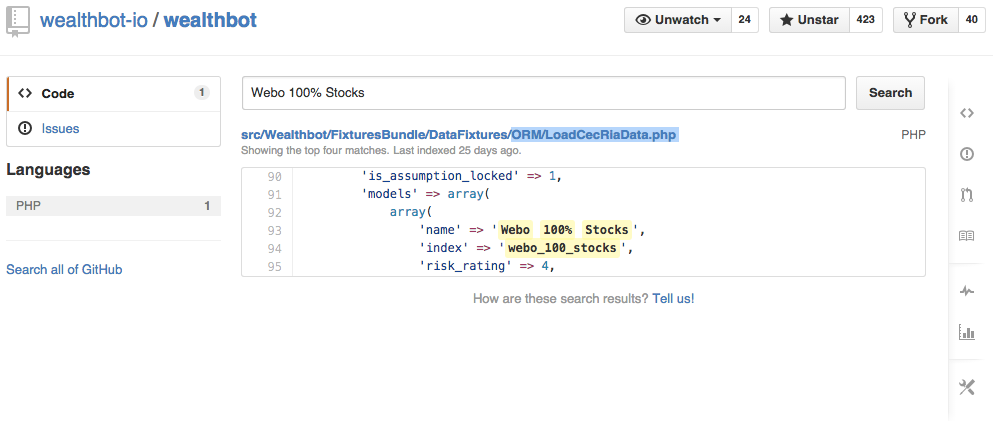 wealthbot-io / wealthbot
Unwatch 24
Unstar 423
Fork 40
Code 1
Issues
Languages
PHP 1
Search all of GitHub
Webo 100% Stocks
Search
src/Wealthbot/FixturesBundle/DataFixtures/ORM/LoadCecRiaData.php PHP
Showing the top four matches. Last indexed 25 days ago.
90 'is_assumption_locked' => 1,
91 'models' => array(
92 array(
93 'name' => 'Webo 100% Stocks',
94 'index' => 'webo_100_stocks',
95 'risk_rating' => 4,
How are these search results? Tell us!